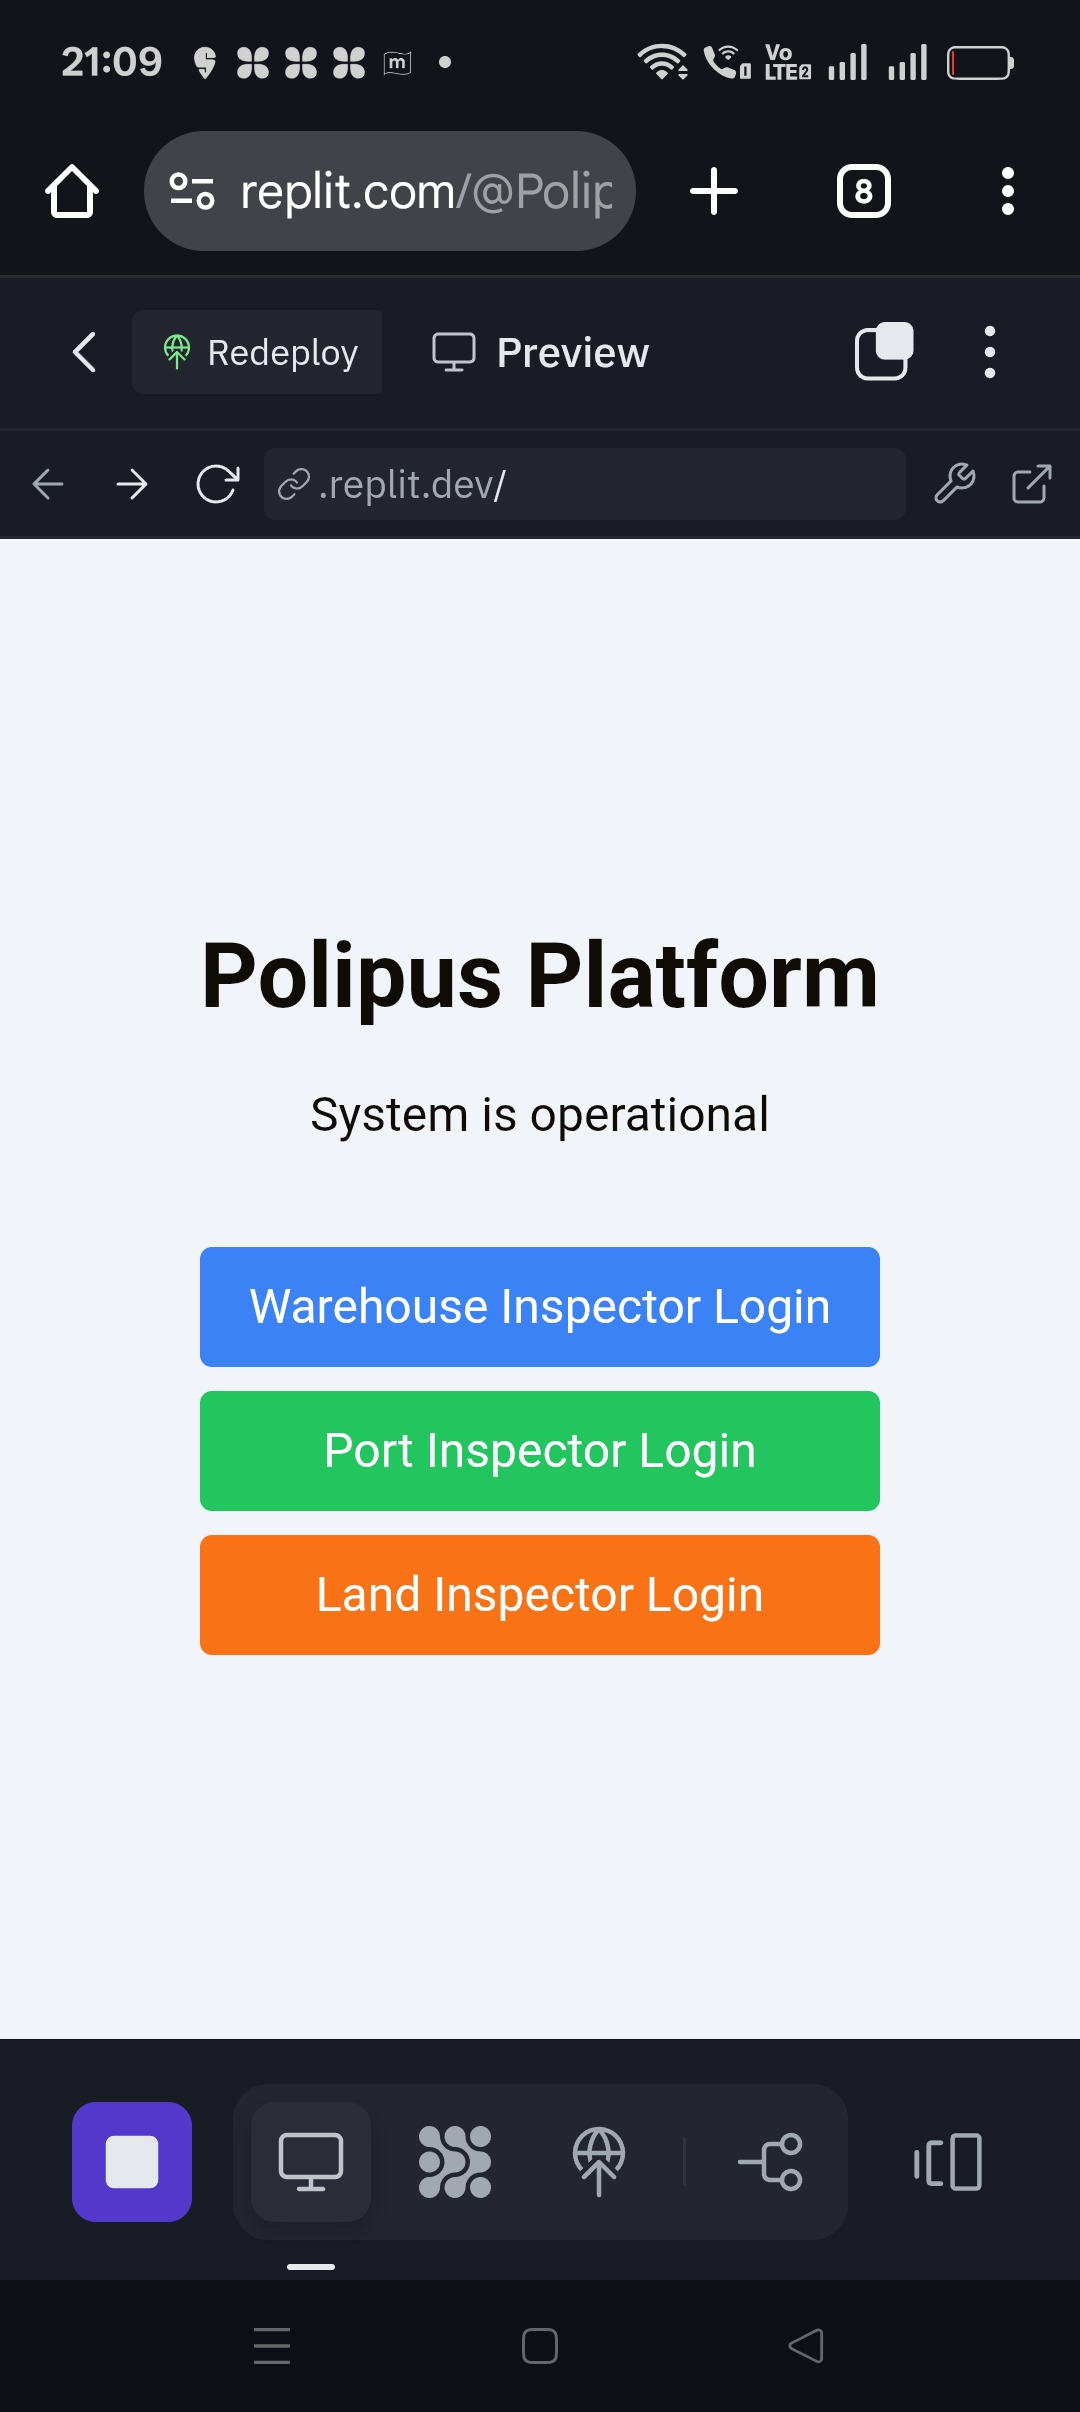 21:09
m
Vo
LTE2
replit.com/@Polip
8
Redeploy
Preview
.replit.dev/
Polipus Platform
System is operational
Warehouse Inspector Login
Port Inspector Login
Land Inspector Login